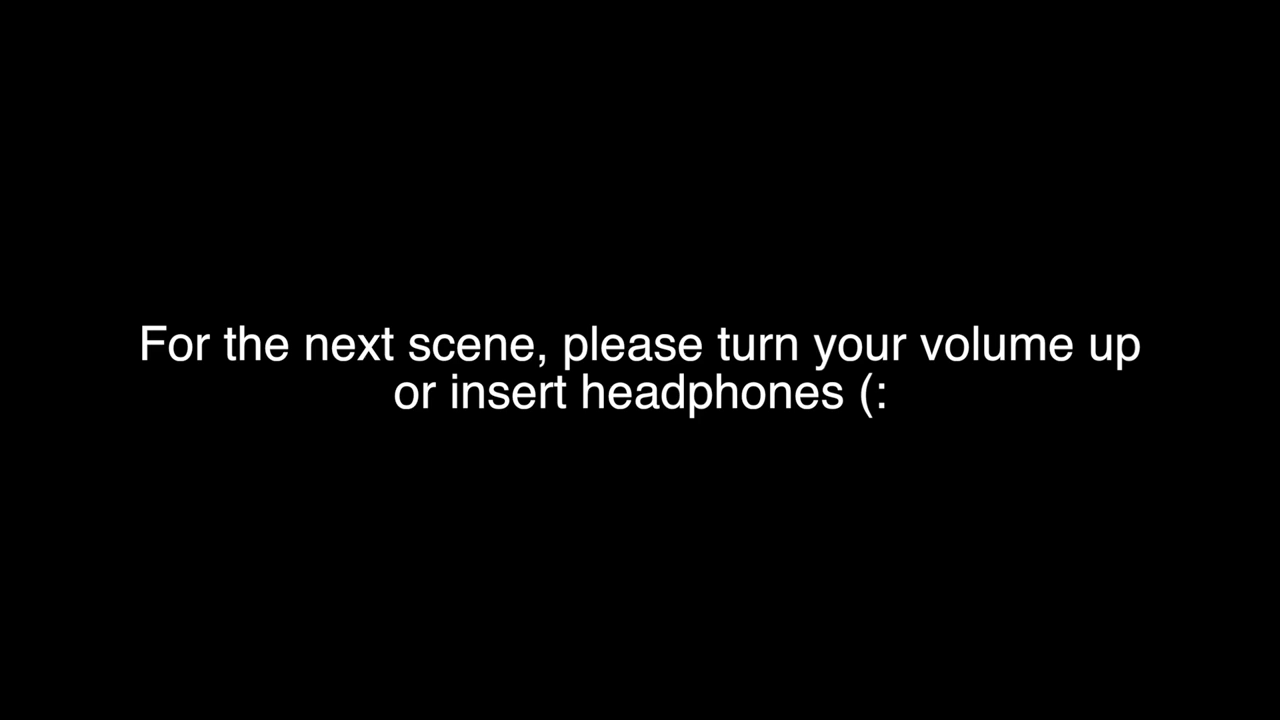 For the next scene, please turn your volume up
or insert headphones (: